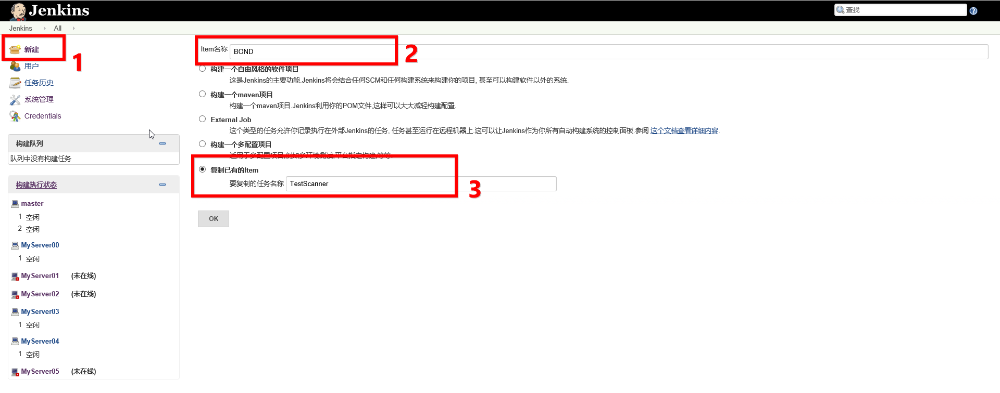 Jenkins
查找
Jenkins
All
新建
1
用户
任务历史
系统管理
Credentials
构建队列
队列中没有构建任务
构建执行状态
master
1 空闲
2 空闲
MyServer00
1 空闲
MyServer01 (未在线)
MyServer02 (未在线)
MyServer03
1 空闲
MyServer04
1 空闲
MyServer05 (未在线)
Item名称 BOND
2
构建一个自由风格的软件项目
这是Jenkins的主要功能.Jenkins将会结合任何SCM和任何构建系统来构建你的项目, 甚至可以构建软件以外的系统.
构建一个maven项目
构建一个maven项目.Jenkins利用你的POM文件,这样可以大大减轻构建配置.
External Job
这个类型的任务允许你记录执行在外部Jenkins的任务, 任务甚至运行在远程机器上.这可以让Jenkins作为你所有自动构建系统的控制面板.参阅 这个文档查看详细内容.
构建一个多配置项目
适用于多配置项目,例如多环境测试,平台指定构建,等等.
复制已有的Item
要复制的任务名称 TestScanner
3
OK